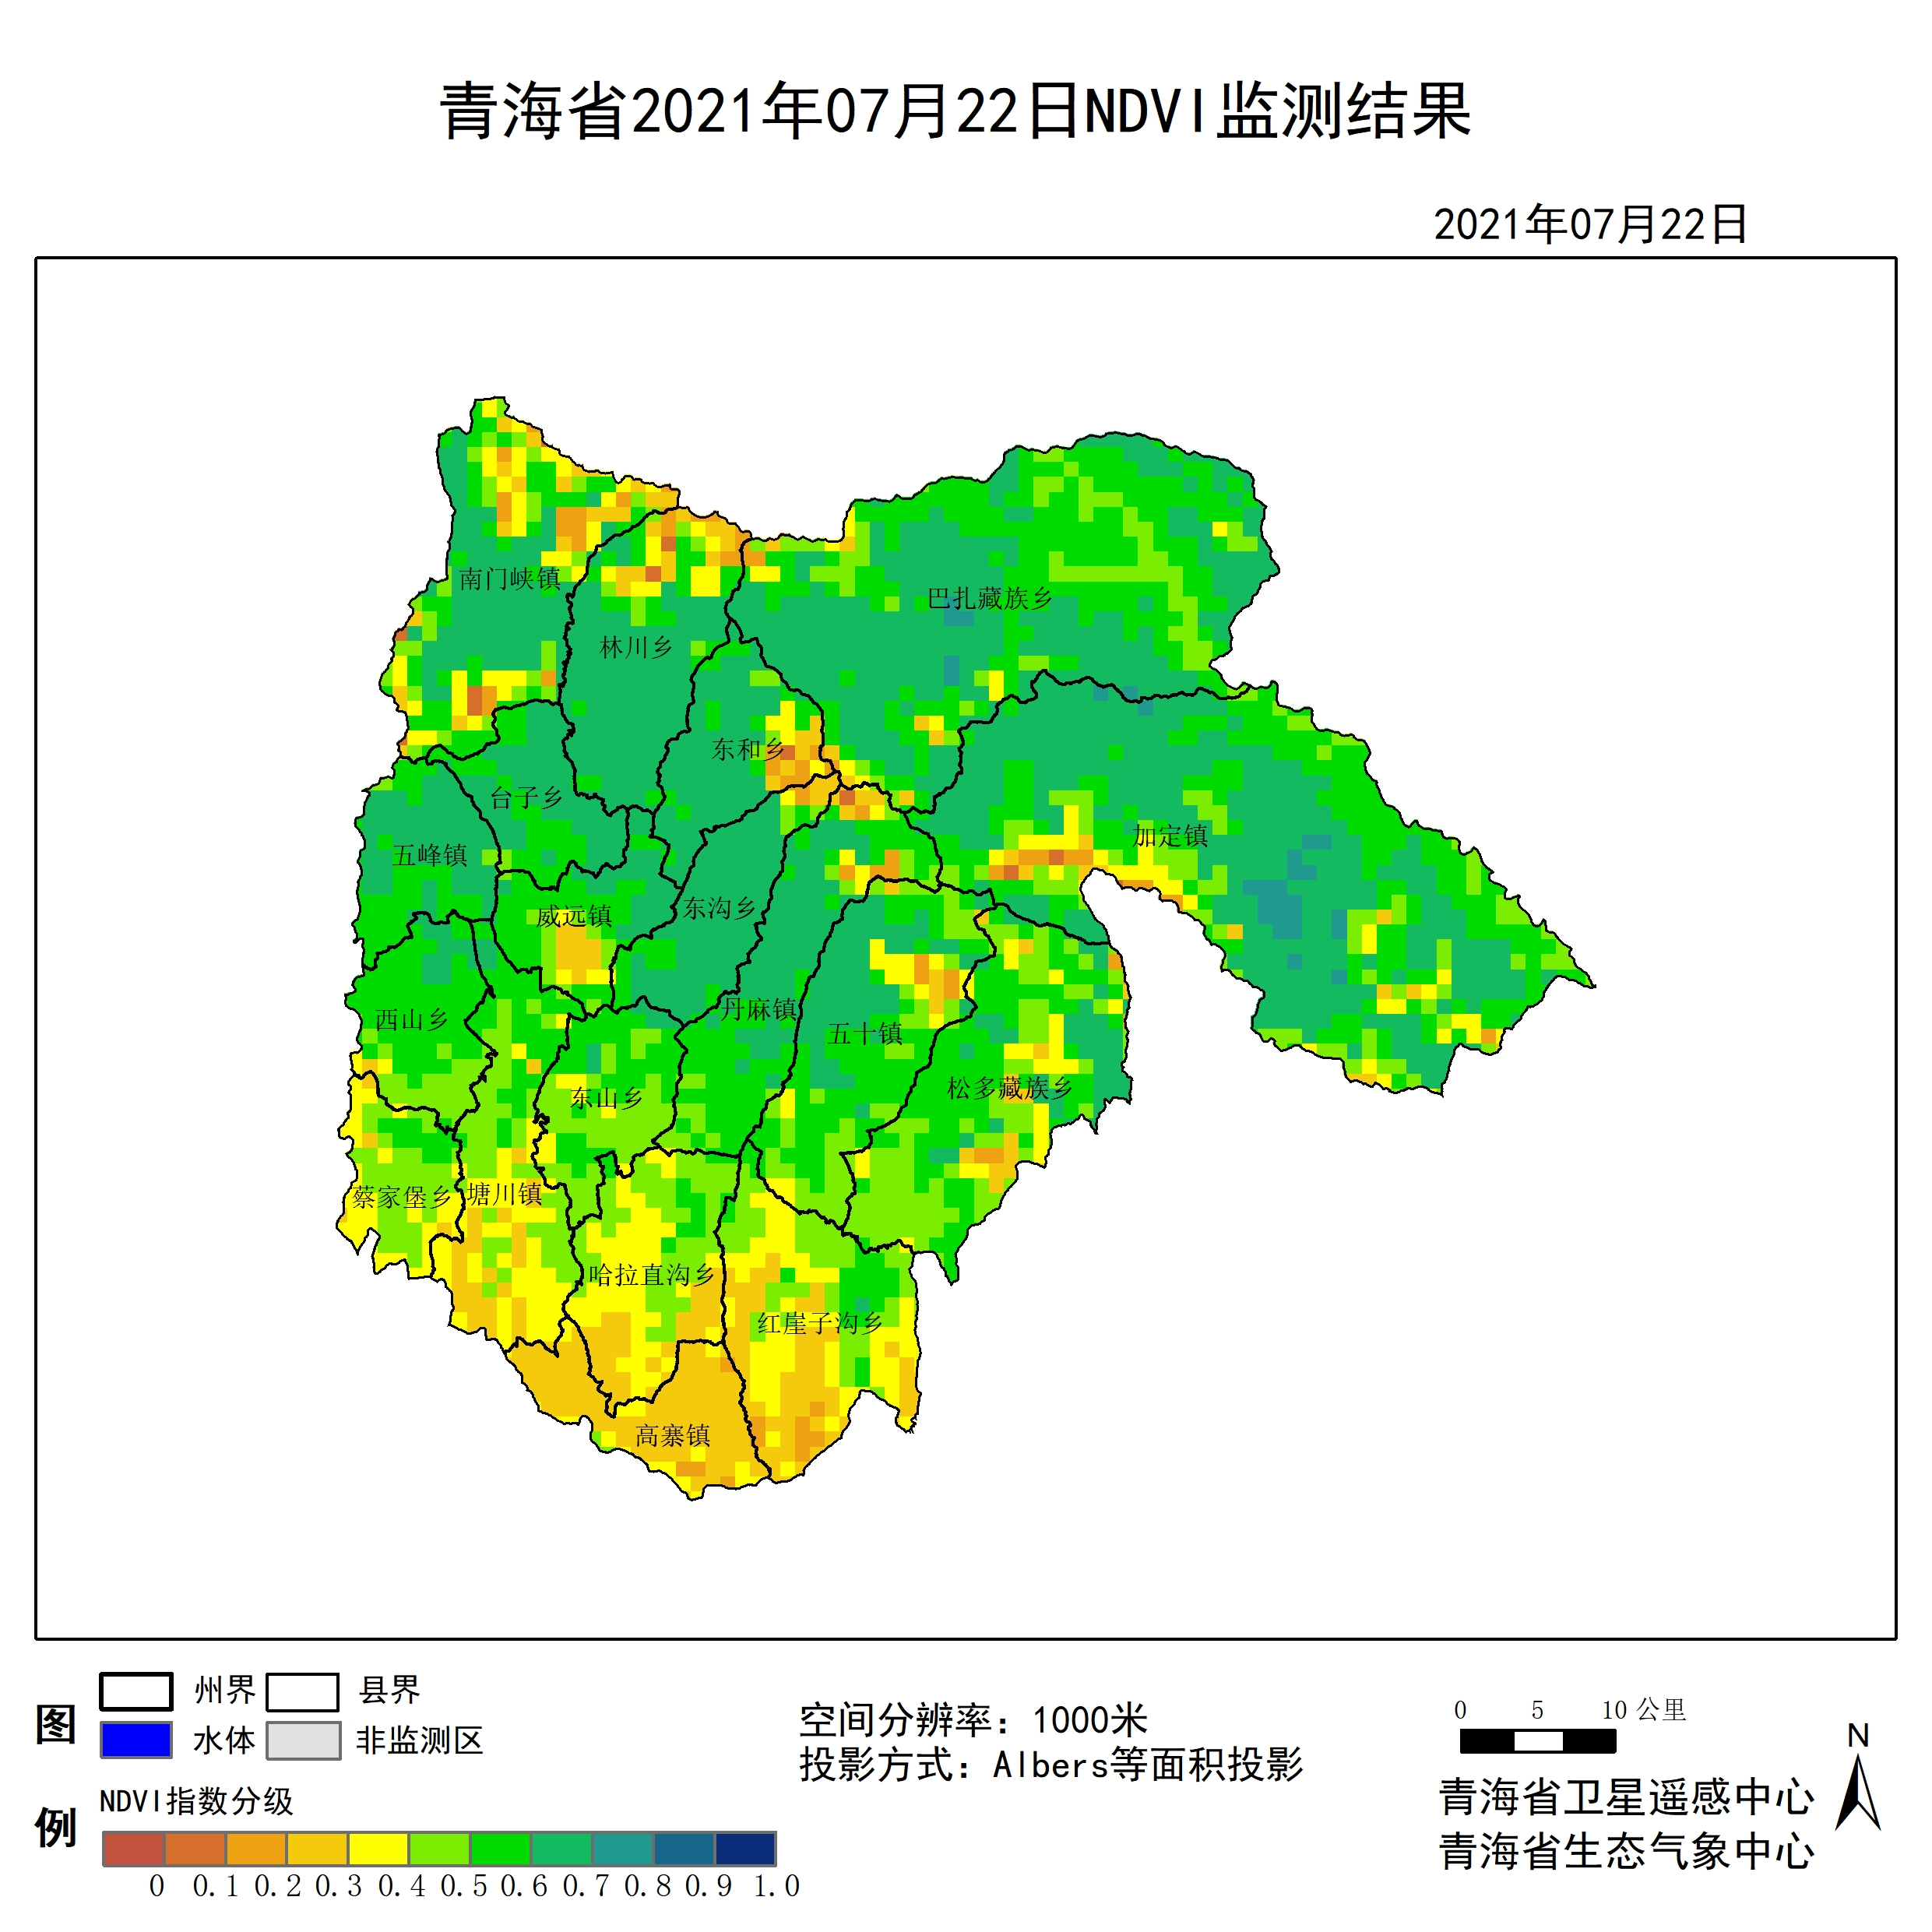 青海省2021年07月22日NDVI监测结果
2021年07月22日
南门峡镇
巴扎藏族乡
林川乡
东和乡
台子乡
加定镇
五峰镇
威远镇
东沟乡
丹麻镇
西山乡
五十镇
松多藏族乡
东山乡
蔡家堡乡
塘川镇
哈拉直沟乡
红崖子沟乡
高寨镇
图例
州界
县界
水体
非监测区
NDVI指数分级
0 0.1 0.2 0.3 0.4 0.5 0.6 0.7 0.8 0.9 1.0
空间分辨率：1000米
投影方式：Albers等面积投影
0 5 10 公里
N
青海省卫星遥感中心
青海省生态气象中心